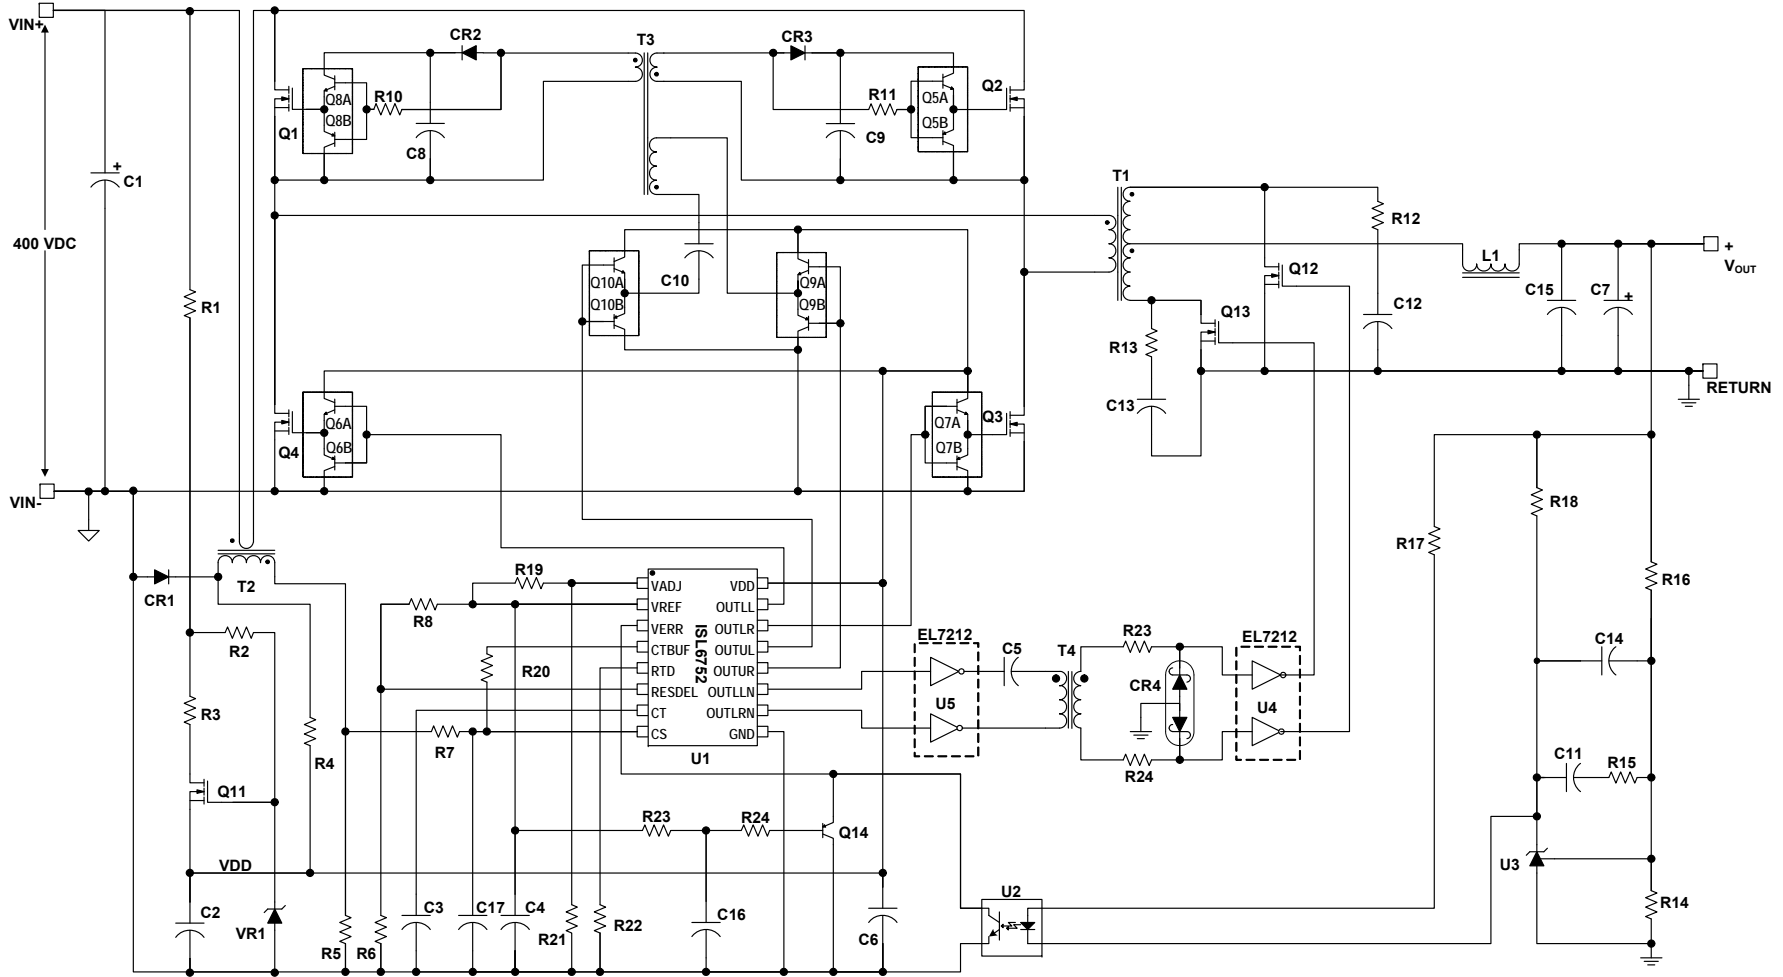 VIN+
CR2
T3
CR3
Q8A
Q8B
R10
Q1
C8
R11
C9
Q5A
Q5B
Q2
C1
+
T1
R12
400 VDC
R1
Q10A
Q10B
C10
Q9A
Q9B
Q12
Q13
R13
C12
C13
L1
C15
C7
+
+
VOUT
RETURN
Q4
Q6A
Q6B
Q7A
Q7B
Q3
VIN-
R18
R17
R16
CR1
T2
R2
R19
R8
R20
R7
VADJ
VREF
VERR
CTBUF
RTD
RESDEL
CT
CS
ISL6752
VDD
OUTLL
OUTLR
OUTUL
OUTUR
OUTLLN
OUTLRN
GND
U1
EL7212
U5
C5
T4
R23
CR4
R24
EL7212
U4
C14
C11
R15
R3
R4
Q11
R23
R24
Q14
U3
VDD
C2
VR1
R5
R6
C3
C17
C4
R21
R22
C16
C6
U2
R14